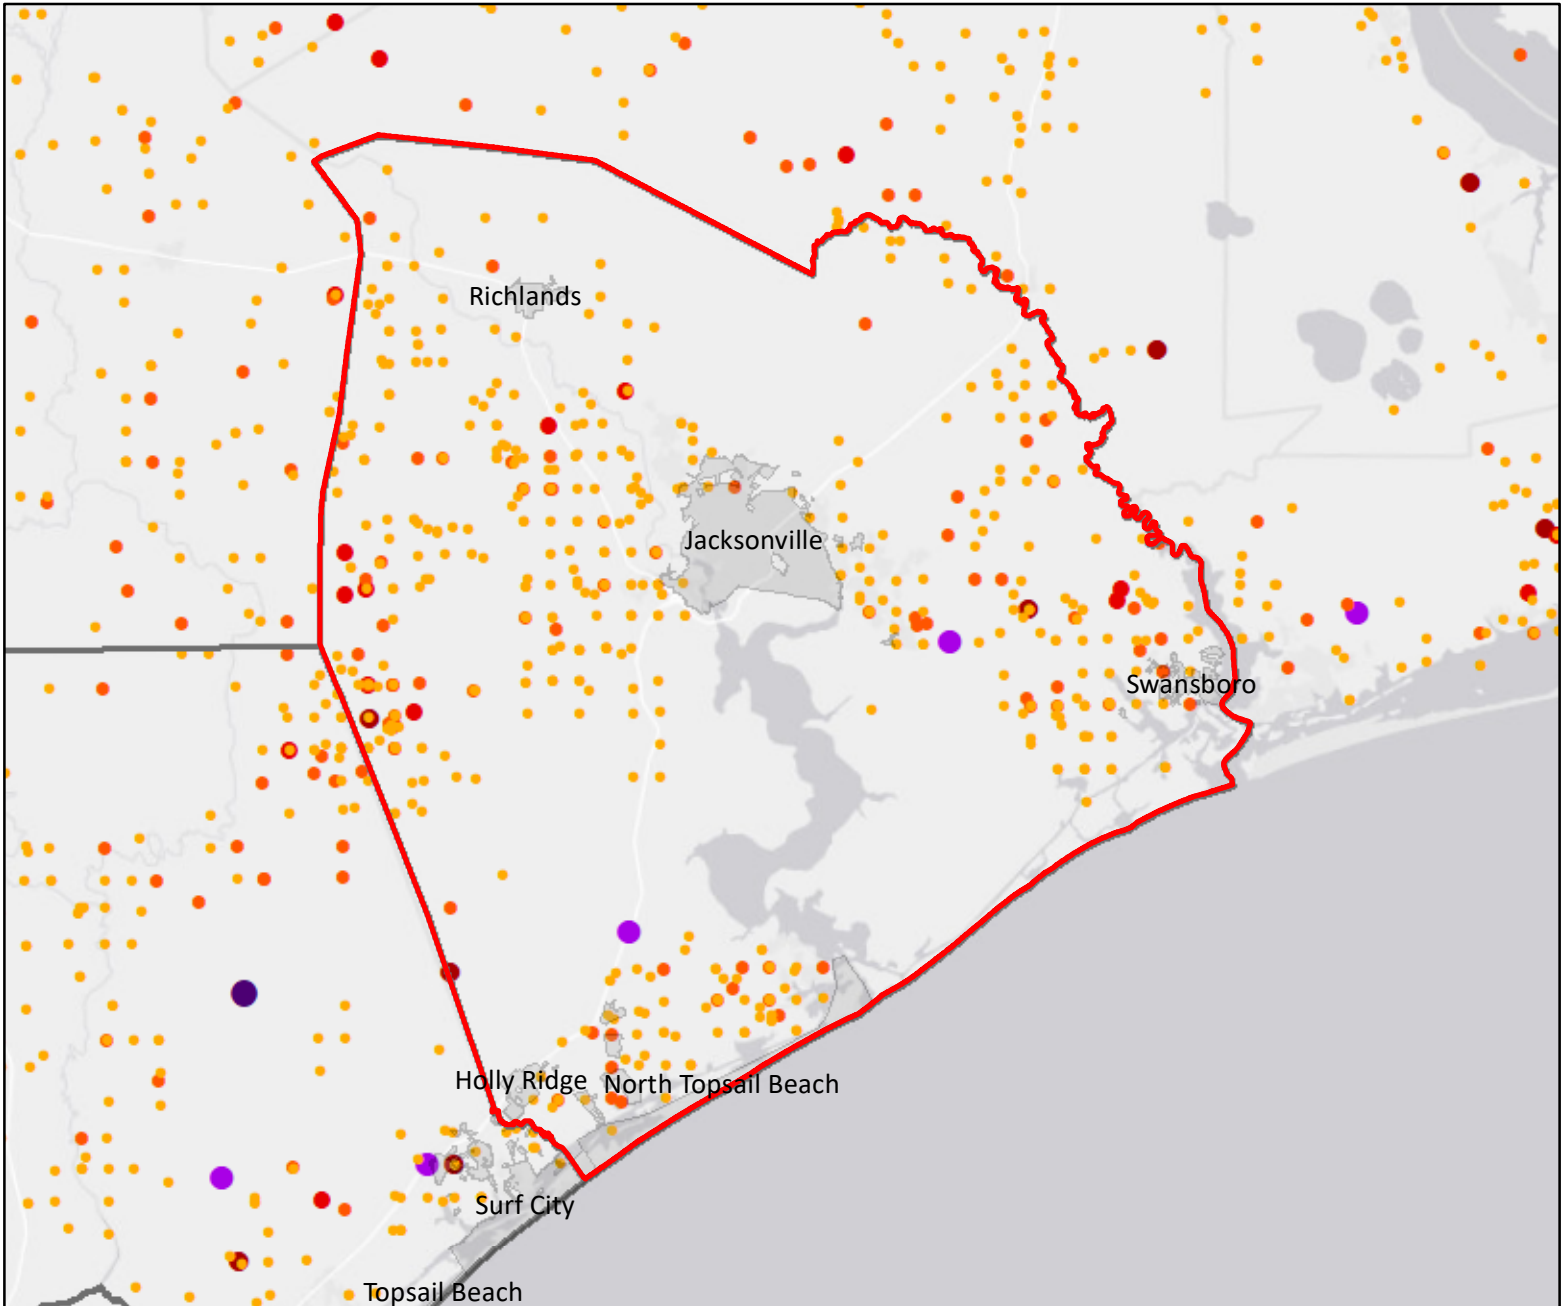 Richlands
Jacksonville
Swansboro
Holly Ridge
North Topsail Beach
Surf City
Topsail Beach